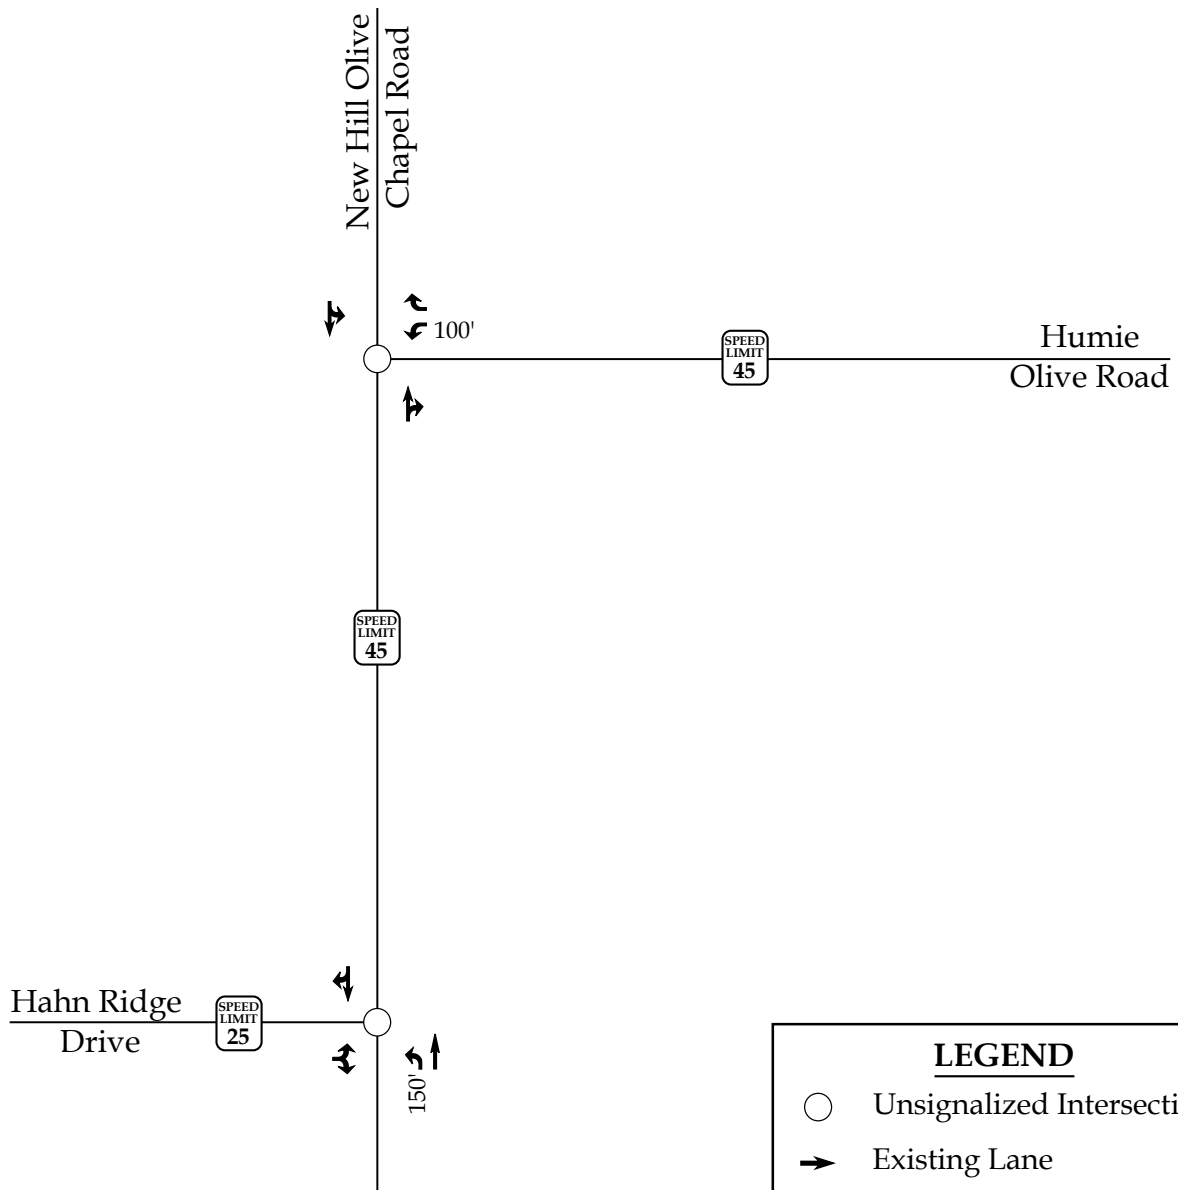 New Hill Olive
Chapel Road
100'
SPEED
LIMIT
45
Humie
Olive Road
SPEED
LIMIT
45
Hahn Ridge
Drive
SPEED
LIMIT
25
150'
LEGEND
Unsignalized Intersecti
Existing Lane